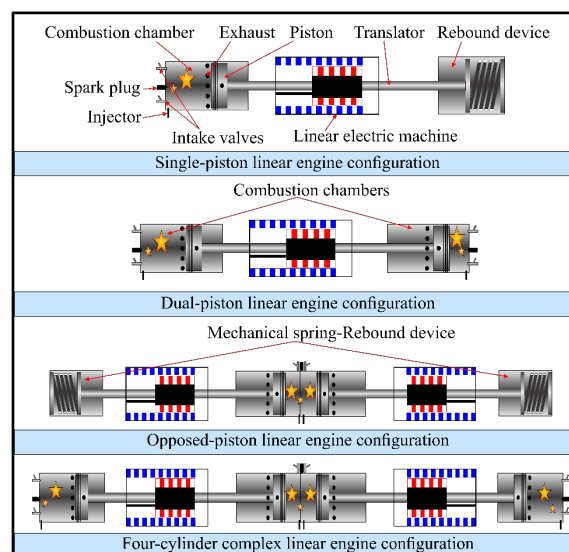 Combustion chamber
Exhaust
Piston
Translator
Rebound device
Spark plug
Injector
Intake valves
Linear electric machine
Single-piston linear engine configuration
Combustion chambers
Dual-piston linear engine configuration
Mechanical spring-Rebound device
Opposed-piston linear engine configuration
Four-cylinder complex linear engine configuration